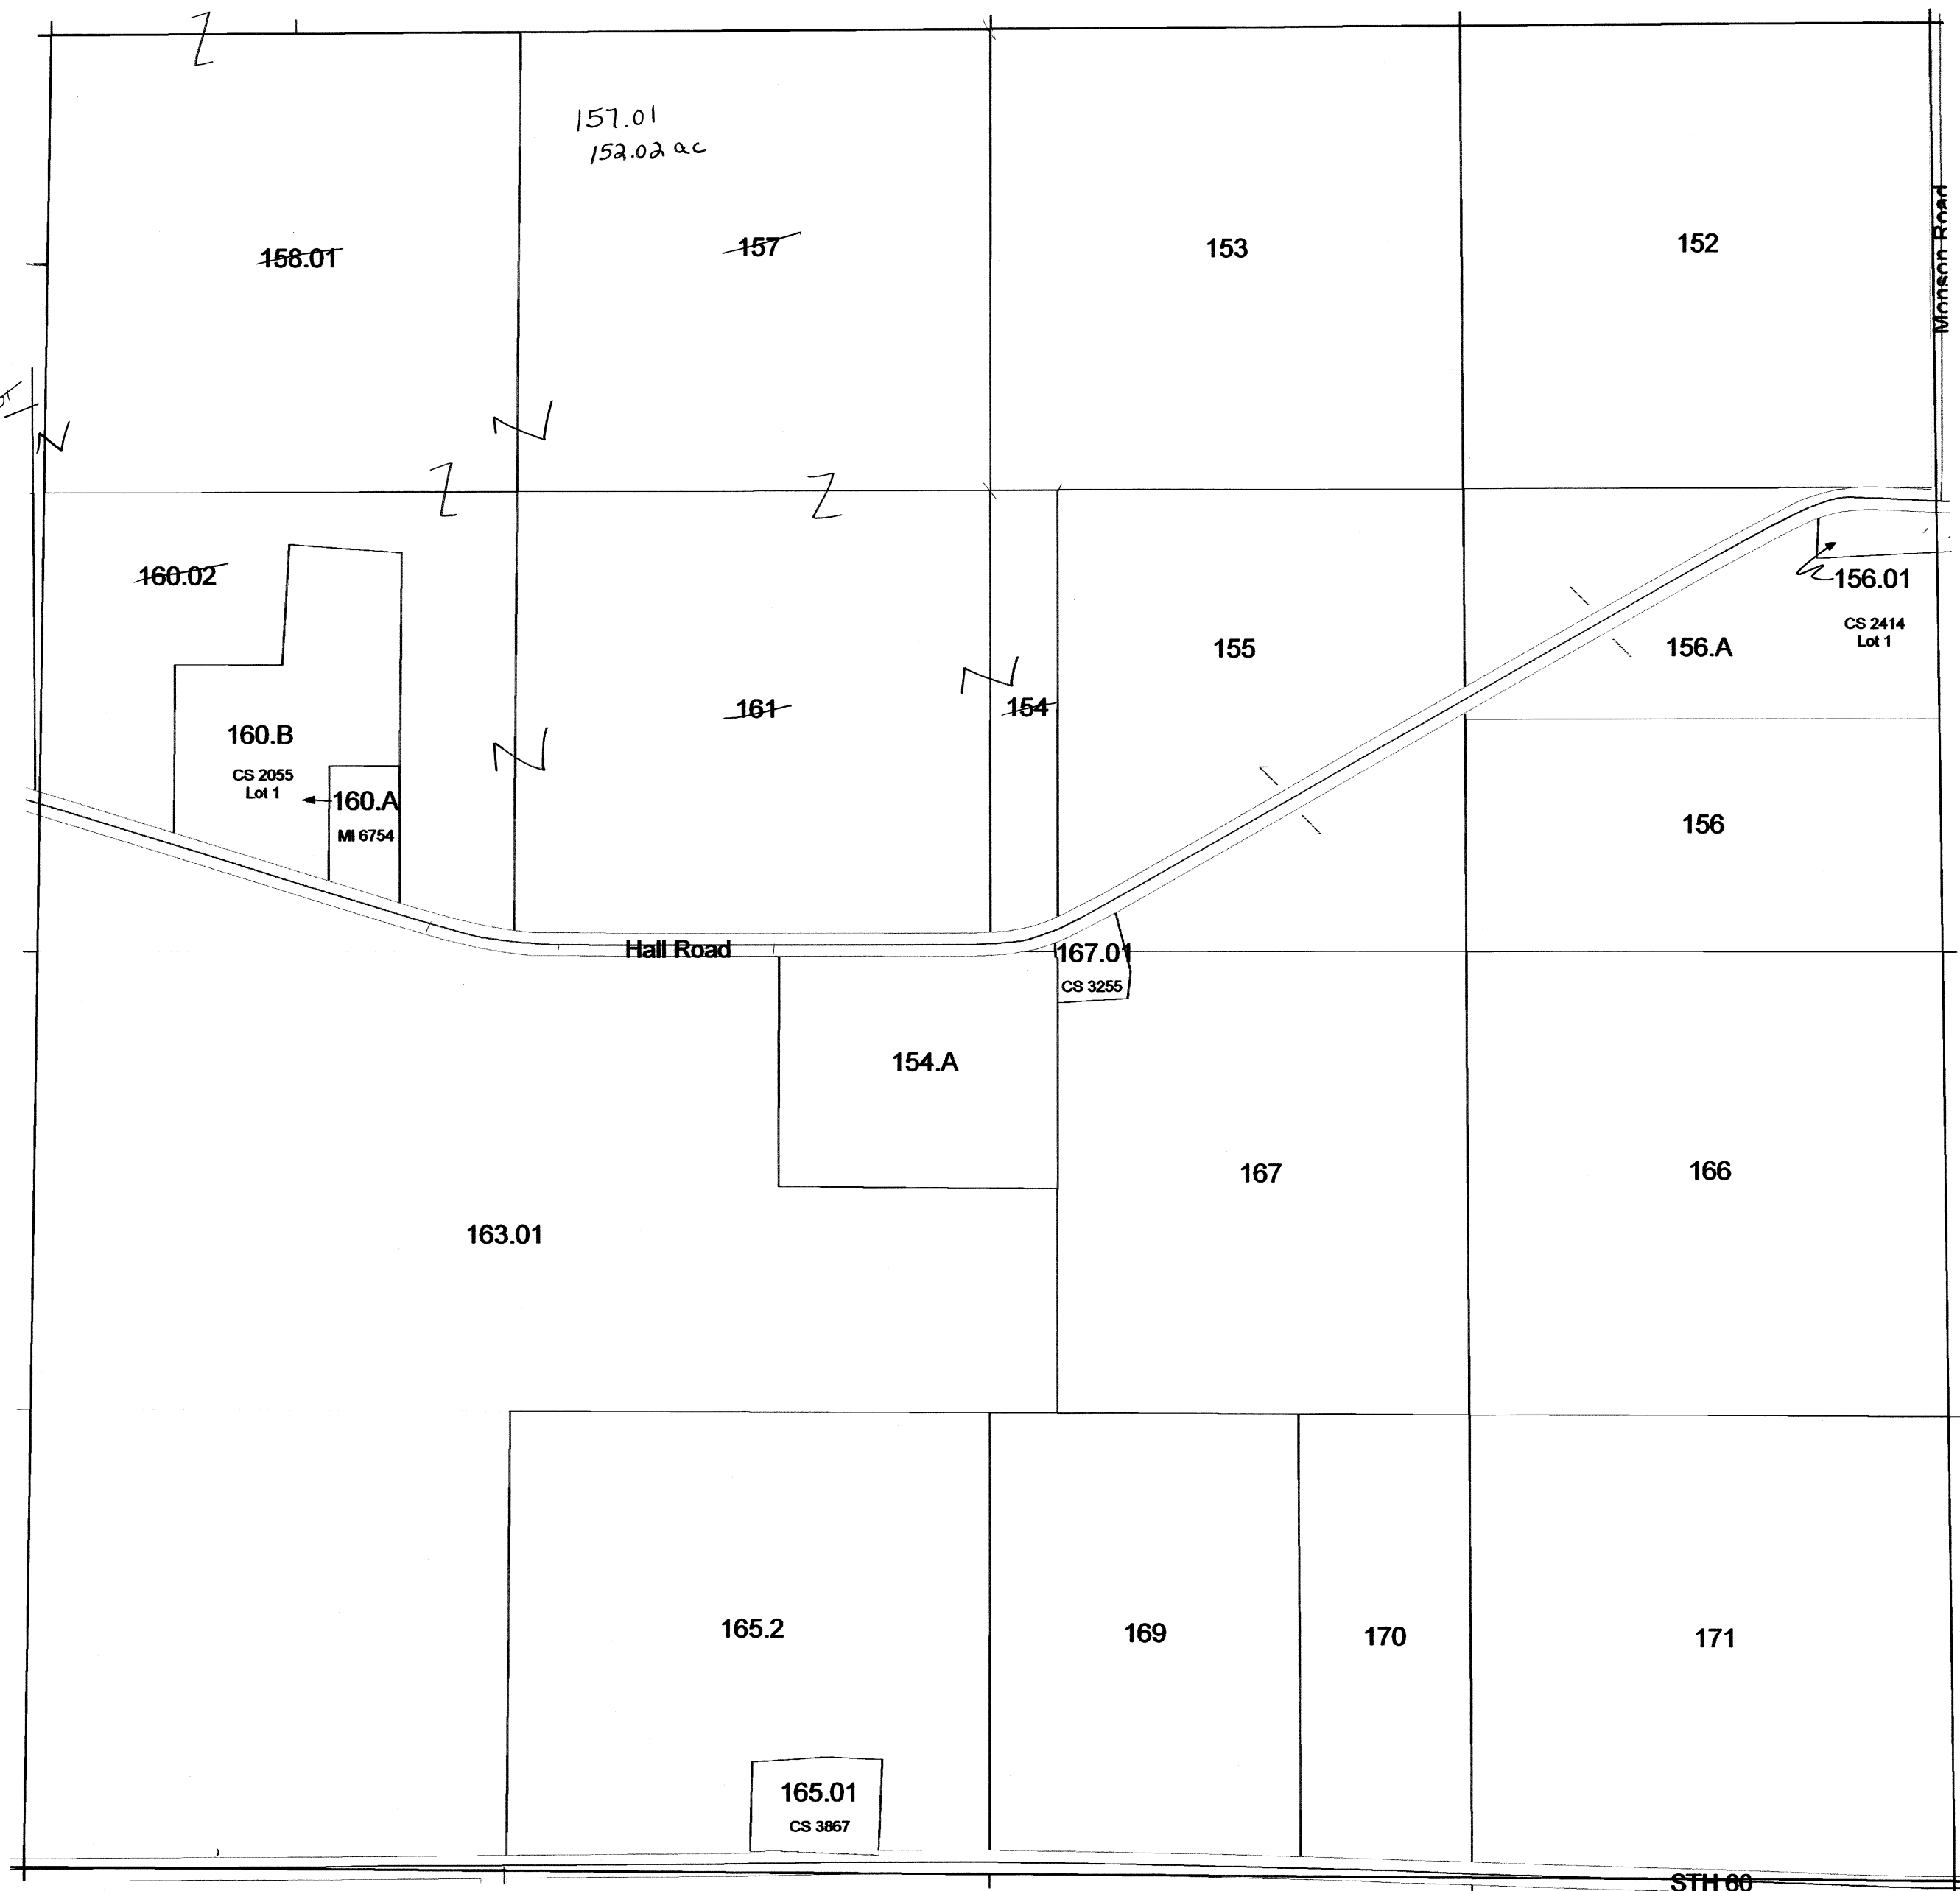 157.01
152.02 ac
158.01
157
153
152
Monson Road
160.02
156.01
CS 2414
Lot 1
155
156.A
161
154
160.B
CS 2055
Lot 1
160.A
MI 6754
156
Hall Road
167.01
CS 3255
154.A
167
166
163.01
165.2
169
170
171
165.01
CS 3867
STH 60